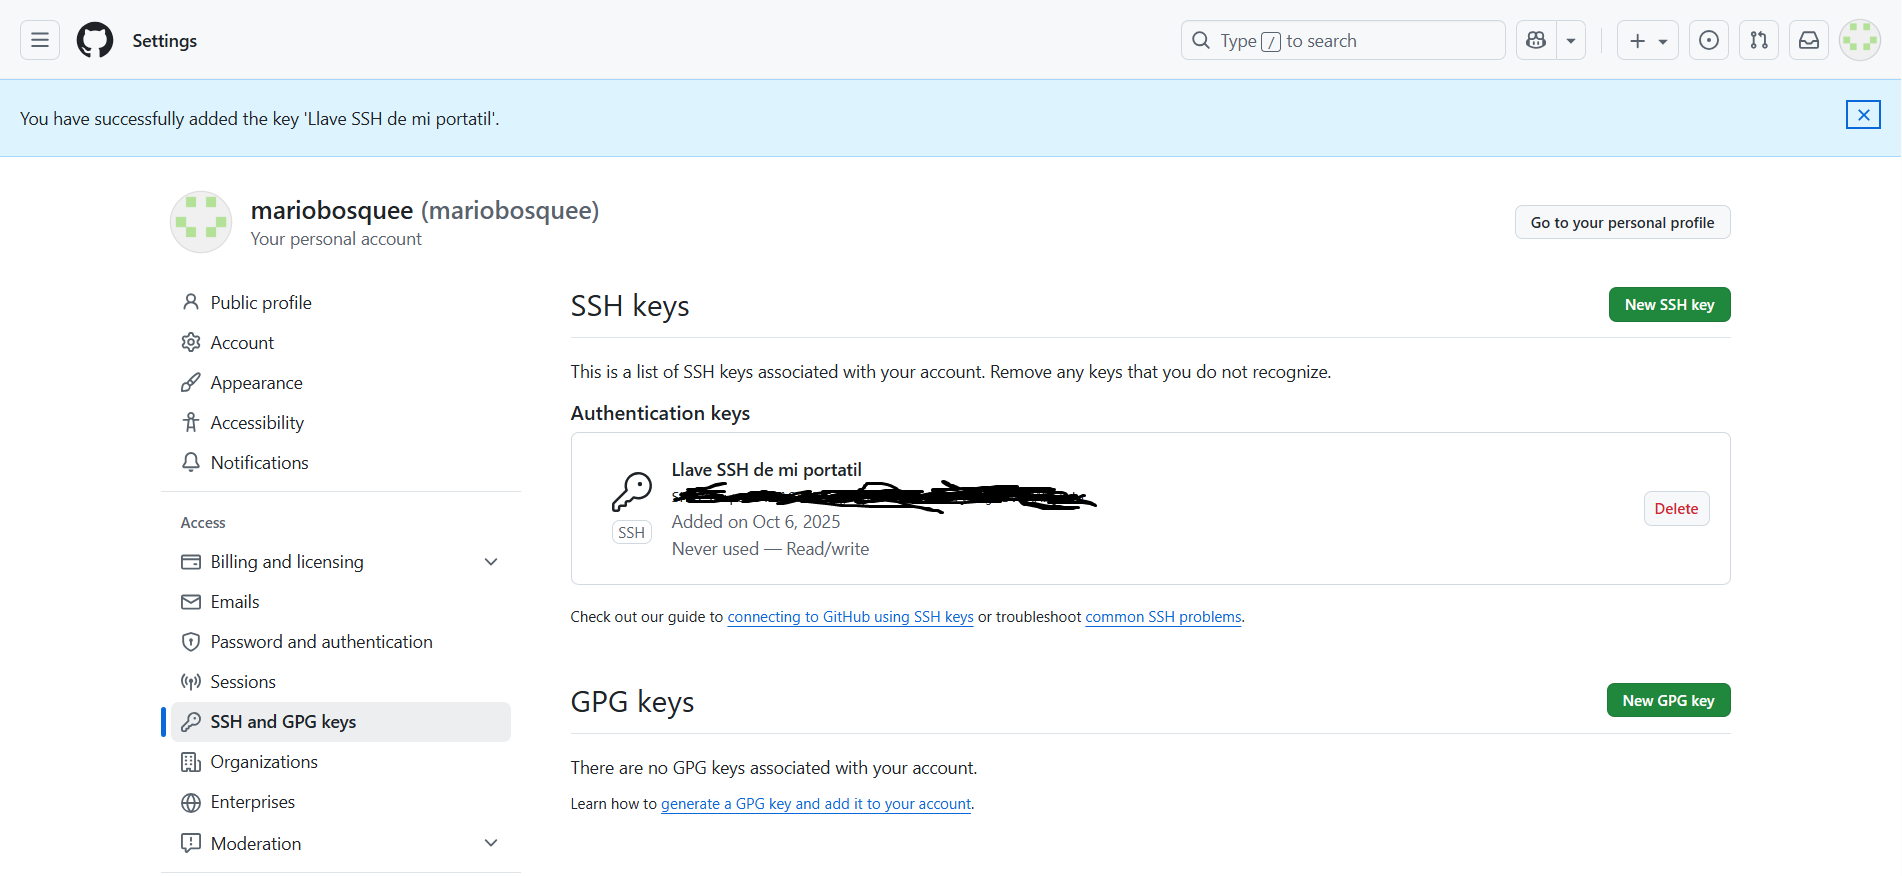 Settings
Type / to search
You have successfully added the key 'Llave SSH de mi portatil'.
mariobosquee (mariobosquee)
Your personal account
Go to your personal profile
Public profile
Account
Appearance
Accessibility
Notifications
Access
Billing and licensing
Emails
Password and authentication
Sessions
SSH and GPG keys
Organizations
Enterprises
Moderation
SSH keys
New SSH key
This is a list of SSH keys associated with your account. Remove any keys that you do not recognize.
Authentication keys
Llave SSH de mi portatil
Added on Oct 6, 2025
Never used — Read/write
SSH
Delete
Check out our guide to connecting to GitHub using SSH keys or troubleshoot common SSH problems.
GPG keys
New GPG key
There are no GPG keys associated with your account.
Learn how to generate a GPG key and add it to your account.